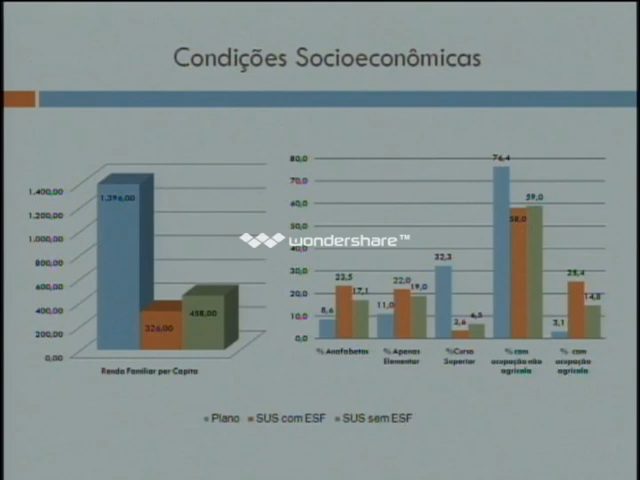 Condições Socioeconômicas
1.400,00
1.200,00
1.000,00
800,00
600,00
400,00
200,00
0,00
1.396,00
326,00
458,00
Renda Familiar per Capita
80,0
70,0
60,0
50,0
40,0
30,0
20,0
10,0
0,0
8,6
23,5
17,1
11,0
22,0
19,0
32,3
3,6
6,5
76,4
58,0
59,0
3,1
25,4
14,8
% Anafabetos
% Apenas
Elementar
%Curso
Superior
% com
ocupação não
agrícola
% com
ocupação
agrícola
wondershare™
Plano SUS com ESF SUS sem ESF